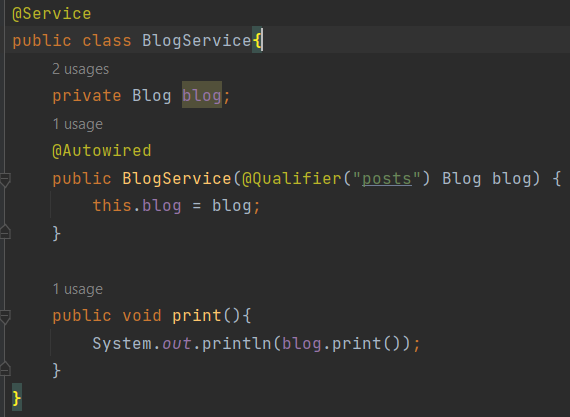 @Service
public class BlogService{
2 usages
private Blog blog;
1 usage
@Autowired
public BlogService(@Qualifier("posts") Blog blog) {
this.blog = blog;
}
1 usage
public void print(){
System.out.println(blog.print());
}
}